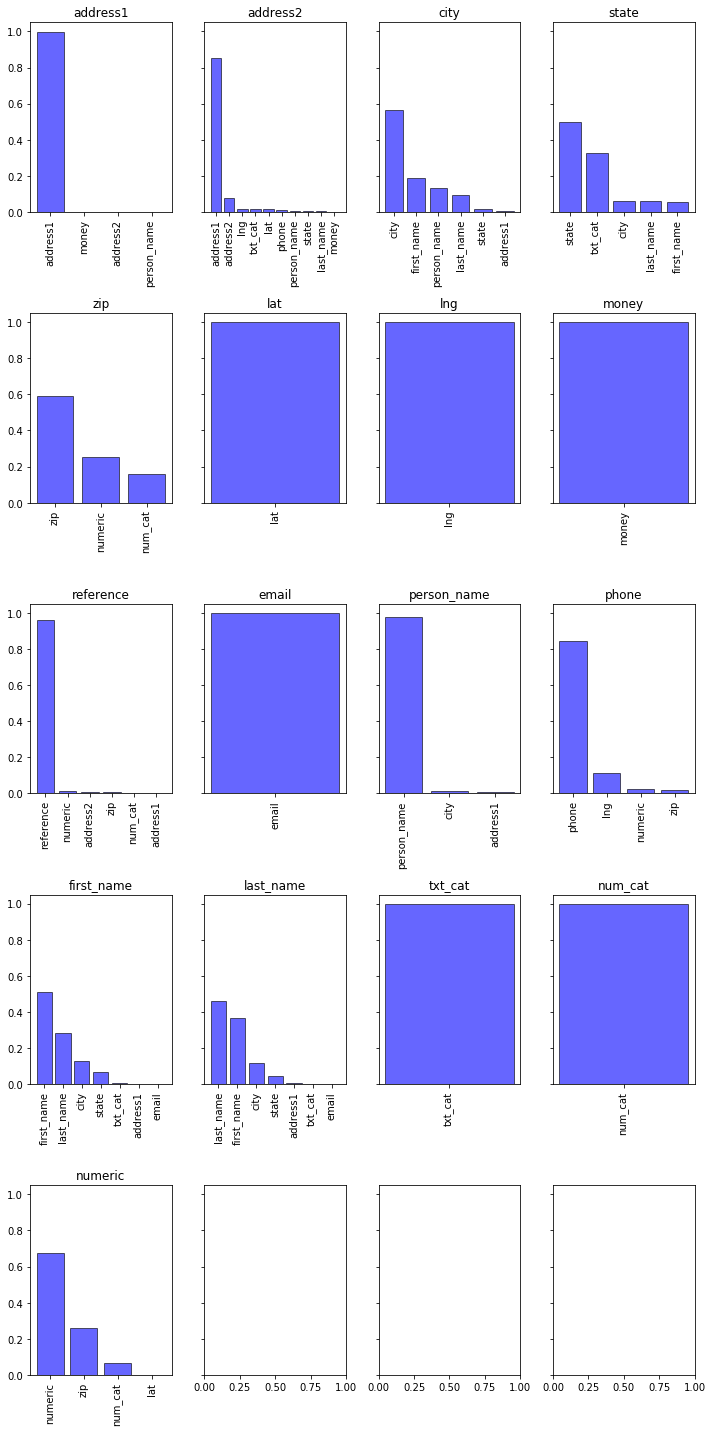 address1 address2 city state
1.0
0.8
0.6
0.4
0.2
0.0
address1 money address2 person_name
address1 address2 lng txt_cat lat phone person_name state last_name money
city first_name person_name last_name state address1
state txt_cat city last_name first_name
zip lat lng money
1.0
0.8
0.6
0.4
0.2
0.0
zip numeric num_cat
lat
lng
money
reference email person_name phone
1.0
0.8
0.6
0.4
0.2
0.0
reference numeric address2 zip num_cat address1
email
person_name city address1
phone lng numeric zip
first_name last_name txt_cat num_cat
1.0
0.8
0.6
0.4
0.2
0.0
first_name last_name city state txt_cat address1 email
last_name first_name city state address1 txt_cat email
txt_cat
num_cat
numeric
1.0
0.8
0.6
0.4
0.2
0.0
numeric zip num_cat lat
0.00 0.25 0.50 0.75 1.00
0.00 0.25 0.50 0.75 1.00
0.00 0.25 0.50 0.75 1.00